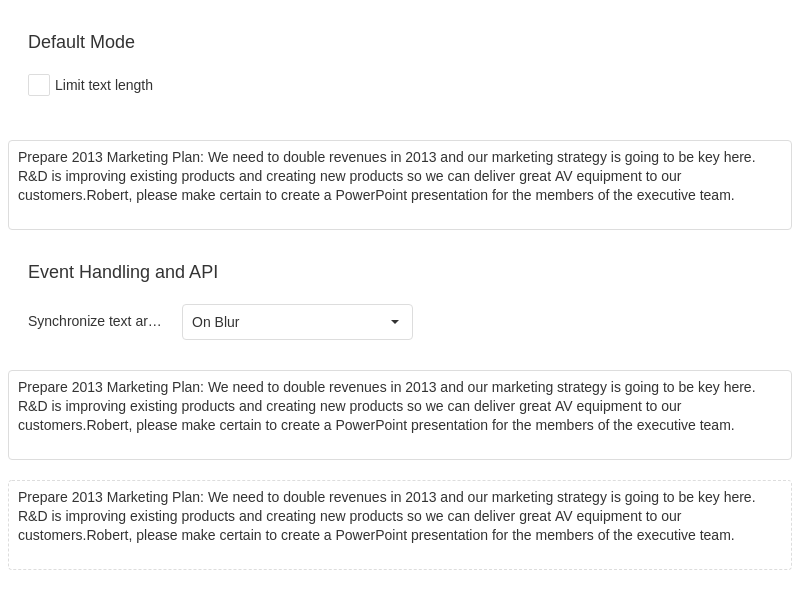 Default Mode
Limit text length
Prepare 2013 Marketing Plan: We need to double revenues in 2013 and our marketing strategy is going to be key here.
R&D is improving existing products and creating new products so we can deliver great AV equipment to our
customers.Robert, please make certain to create a PowerPoint presentation for the members of the executive team.
Event Handling and API
Synchronize text ar…
On Blur
Prepare 2013 Marketing Plan: We need to double revenues in 2013 and our marketing strategy is going to be key here.
R&D is improving existing products and creating new products so we can deliver great AV equipment to our
customers.Robert, please make certain to create a PowerPoint presentation for the members of the executive team.
Prepare 2013 Marketing Plan: We need to double revenues in 2013 and our marketing strategy is going to be key here.
R&D is improving existing products and creating new products so we can deliver great AV equipment to our
customers.Robert, please make certain to create a PowerPoint presentation for the members of the executive team.